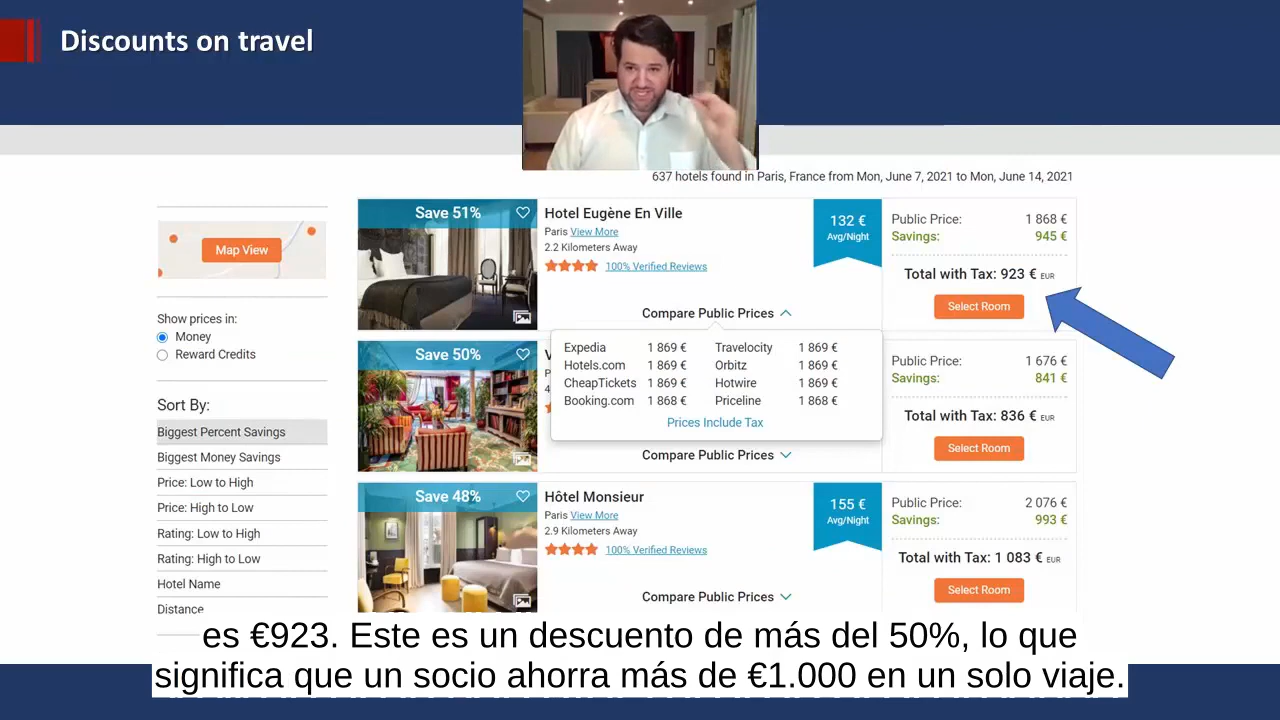 Discounts on travel
637 hotels found in Paris, France from Mon, June 7, 2021 to Mon, June 14, 2021
Map View
Show prices in:
Money
Reward Credits
Sort By:
Biggest Percent Savings
Biggest Money Savings
Price: Low to High
Price: High to Low
Rating: Low to High
Rating: High to Low
Hotel Name
Distance
Save 51%
Hotel Eugène En Ville
Paris View More
2.2 Kilometers Away
100% Verified Reviews
Compare Public Prices
132 €
Avg/Night
Public Price: 1 868 €
Savings: 945 €
Total with Tax: 923 € EUR
Select Room
Expedia 1 869 € Travelocity 1 869 €
Hotels.com 1 869 € Orbitz 1 869 €
CheapTickets 1 869 € Hotwire 1 869 €
Booking.com 1 868 € Priceline 1 868 €
Prices Include Tax
Save 50%
Compare Public Prices
Public Price: 1 676 €
Savings: 841 €
Total with Tax: 836 € EUR
Select Room
Save 48%
Hôtel Monsieur
Paris View More
2.9 Kilometers Away
100% Verified Reviews
Compare Public Prices
155 €
Avg/Night
Public Price: 2 076 €
Savings: 993 €
Total with Tax: 1 083 € EUR
Select Room
es €923. Este es un descuento de más del 50%, lo que
significa que un socio ahorra más de €1.000 en un solo viaje.